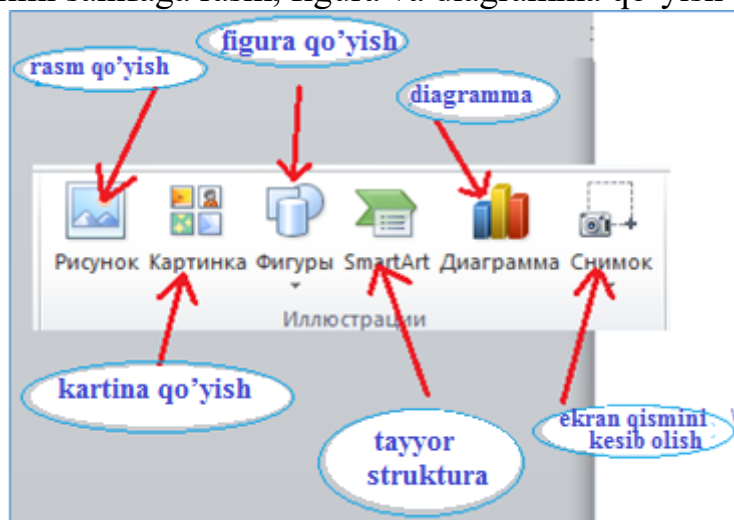 figura qo’yish
rasm qo’yish
diagramma
Рисунок Картинка Фигуры SmartArt Диаграмма Снимок
Иллюстрации
kartina qo’yish
ekran qismini
kesib olish
tayyor
struktura